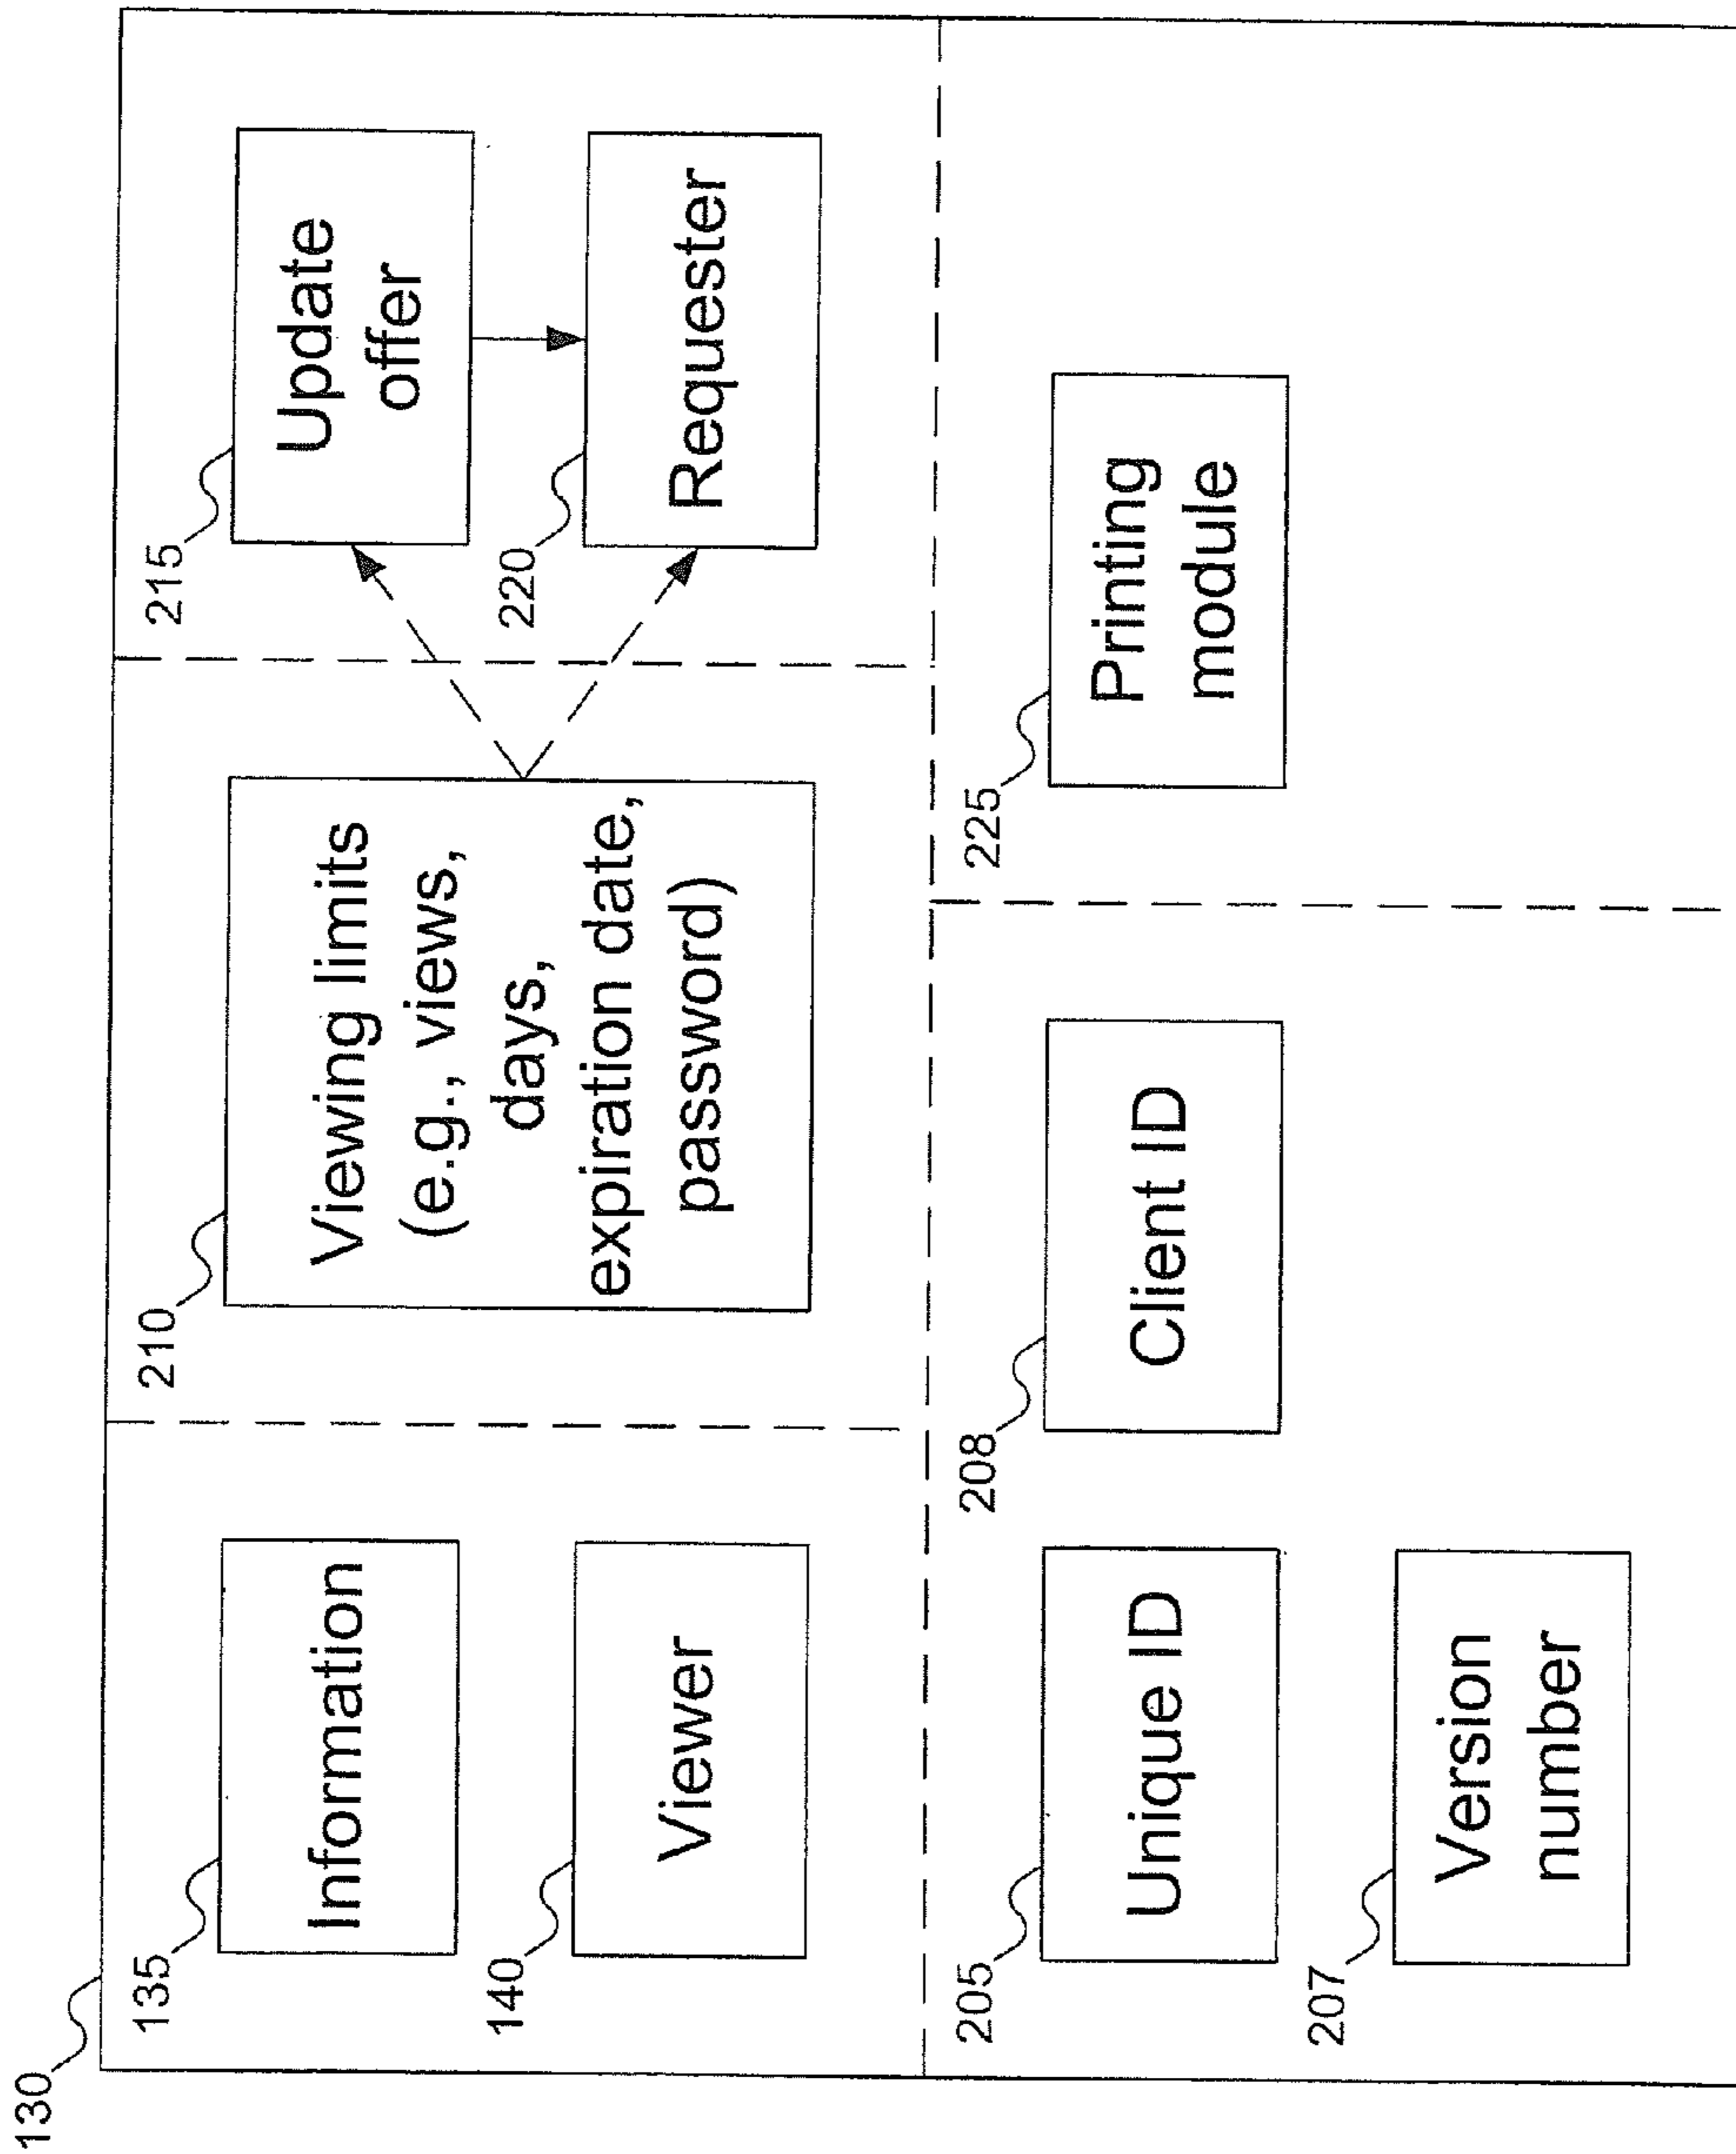 130
135
Information
140
Viewer
210
Viewing limits
(e.g., views,
days,
expiration date,
password)
215
Update
offer
220
Requester
205
Unique ID
207
Version
number
208
Client ID
225
Printing
module